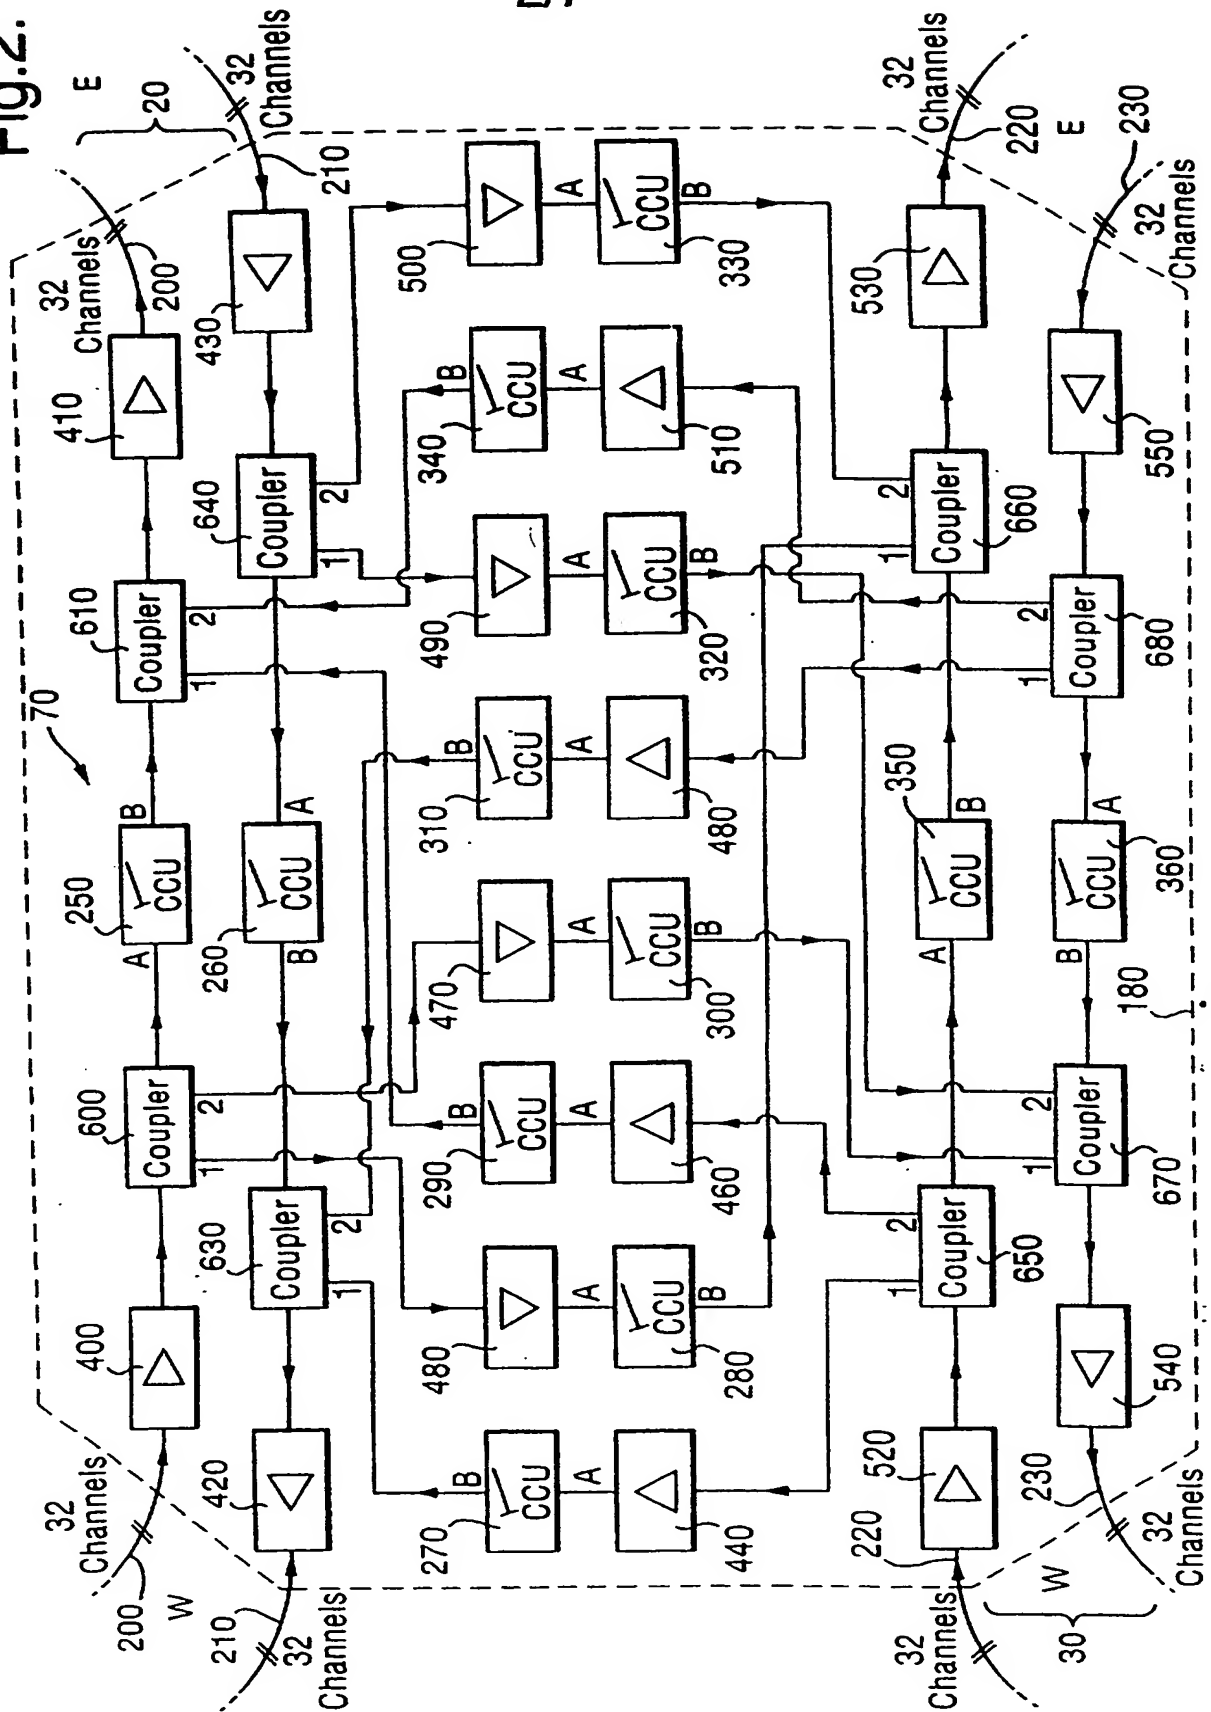 Fig.2.
70
E
32
Channels
400
600
250
610
410
32
Channels
20
200
W
Coupler
1
2
A
CCU
B
Coupler
1
2
200
32
Channels
210
32
Channels
420
630
260
640
430
210
Coupler
1
2
B
CCU
A
Coupler
1
2
270
B
CCU
A
440
480
A
CCU
B
280
290
B
CCU
A
460
470
A
CCU
B
300
310
B
CCU
A
480
490
A
CCU
B
320
340
B
CCU
A
510
500
A
CCU
B
330
220
520
350
530
32
Channels
32
Channels
1
2
Coupler
650
A
CCU
B
1
2
Coupler
660
220
W
30
230
540
1
2
Coupler
670
B
CCU
A
360
1
2
Coupler
680
550
E
230
32
Channels
180
32
Channels